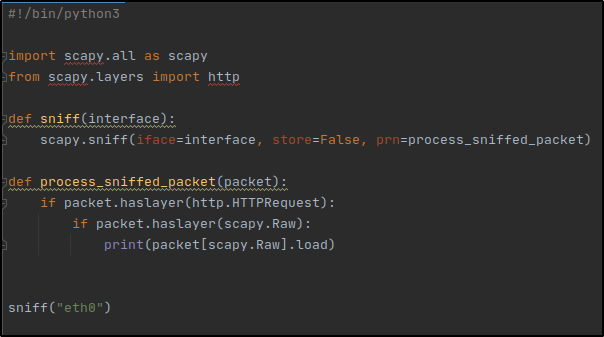 #!/bin/python3
import scapy.all as scapy
from scapy.layers import http
def sniff(interface):
    scapy.sniff(iface=interface, store=False, prn=process_sniffed_packet)
def process_sniffed_packet(packet):
    if packet.haslayer(http.HTTPRequest):
        if packet.haslayer(scapy.Raw):
            print(packet[scapy.Raw].load)
sniff("eth0")